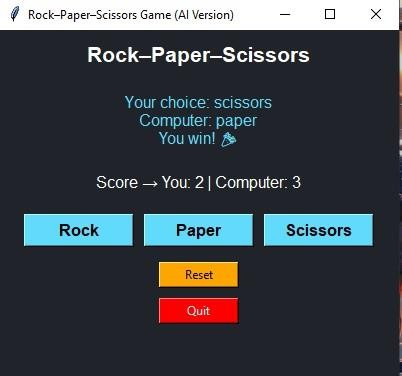 Rock–Paper–Scissors Game (AI Version)
Rock–Paper–Scissors
Your choice: scissors
Computer: paper
You win! 🎉
Score → You: 2 | Computer: 3
Rock Paper Scissors
Reset
Quit